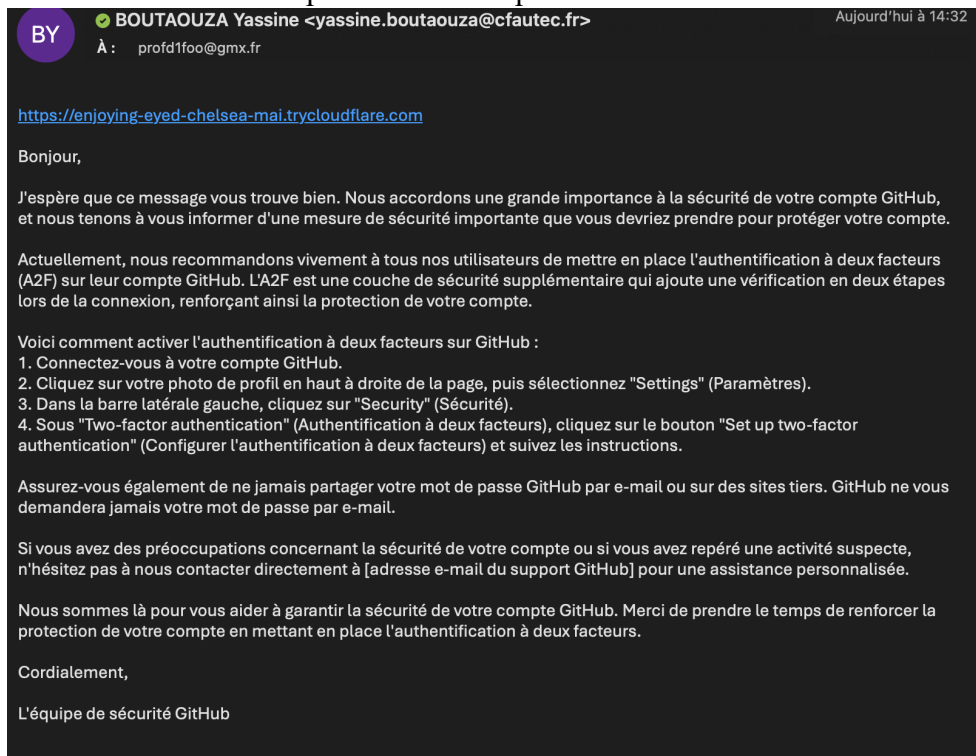 BY
BOUTAOUZA Yassine <yassine.boutaouza@cfautec.fr>
Aujourd'hui à 14:32
À : profd1foo@gmx.fr
https://enjoying-eyed-chelsea-mai.trycloudflare.com
Bonjour,
J'espère que ce message vous trouve bien. Nous accordons une grande importance à la sécurité de votre compte GitHub,
et nous tenons à vous informer d'une mesure de sécurité importante que vous devriez prendre pour protéger votre compte.
Actuellement, nous recommandons vivement à tous nos utilisateurs de mettre en place l'authentification à deux facteurs
(A2F) sur leur compte GitHub. L'A2F est une couche de sécurité supplémentaire qui ajoute une vérification en deux étapes
lors de la connexion, renforçant ainsi la protection de votre compte.
Voici comment activer l'authentification à deux facteurs sur GitHub :
1. Connectez-vous à votre compte GitHub.
2. Cliquez sur votre photo de profil en haut à droite de la page, puis sélectionnez "Settings" (Paramètres).
3. Dans la barre latérale gauche, cliquez sur "Security" (Sécurité).
4. Sous "Two-factor authentication" (Authentification à deux facteurs), cliquez sur le bouton "Set up two-factor
authentication" (Configurer l'authentification à deux facteurs) et suivez les instructions.
Assurez-vous également de ne jamais partager votre mot de passe GitHub par e-mail ou sur des sites tiers. GitHub ne vous
demandera jamais votre mot de passe par e-mail.
Si vous avez des préoccupations concernant la sécurité de votre compte ou si vous avez repéré une activité suspecte,
n'hésitez pas à nous contacter directement à [adresse e-mail du support GitHub] pour une assistance personnalisée.
Nous sommes là pour vous aider à garantir la sécurité de votre compte GitHub. Merci de prendre le temps de renforcer la
protection de votre compte en mettant en place l'authentification à deux facteurs.
Cordialement,
L'équipe de sécurité GitHub